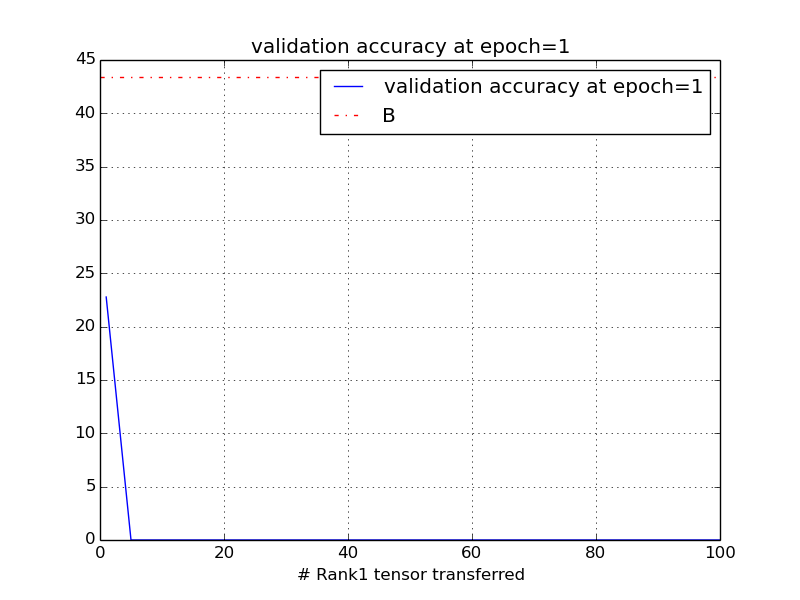 validation accuracy at epoch=1
45
40
35
30
25
20
15
10
5
0
validation accuracy at epoch=1
B
0 20 40 60 80 100
# Rank1 tensor transferred